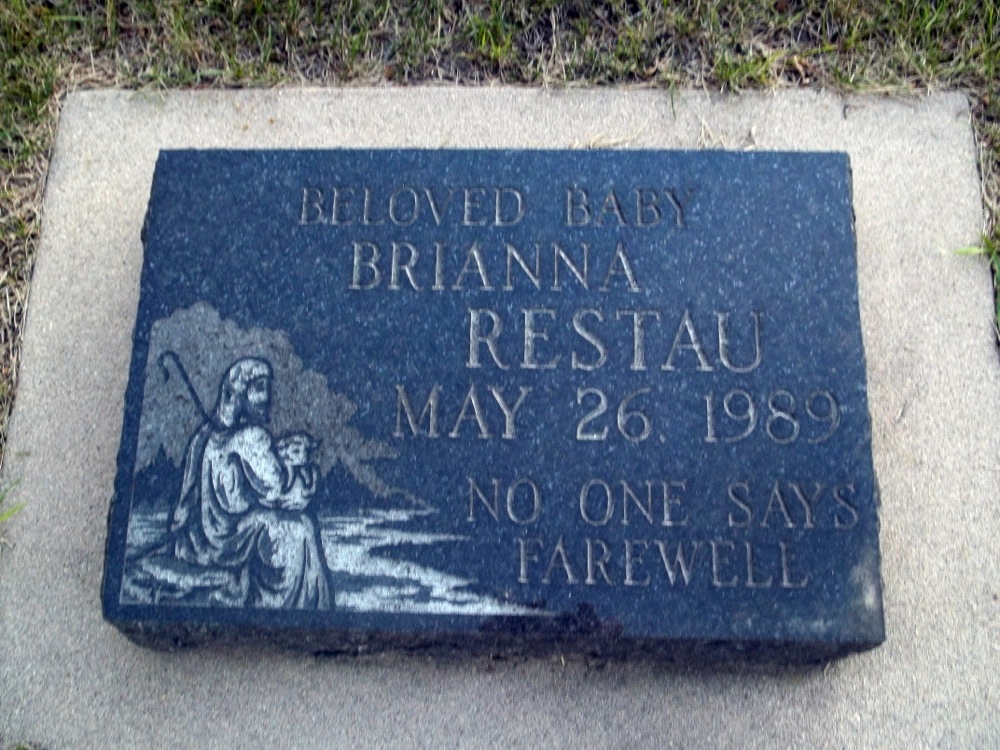 BELOVED BABY
BRIANNA
RESTAU
MAY 26. 1989
NO ONE SAYS
FAREWELL